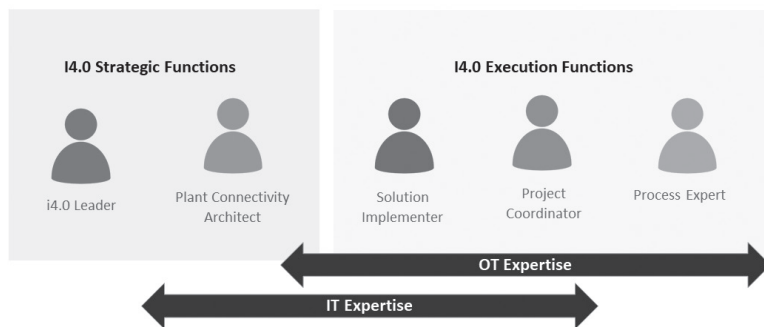 I4.0 Strategic Functions
I4.0 Execution Functions
i4.0 Leader
Plant Connectivity
Architect
Solution
Implementer
Project
Coordinator
Process Expert
OT Expertise
IT Expertise